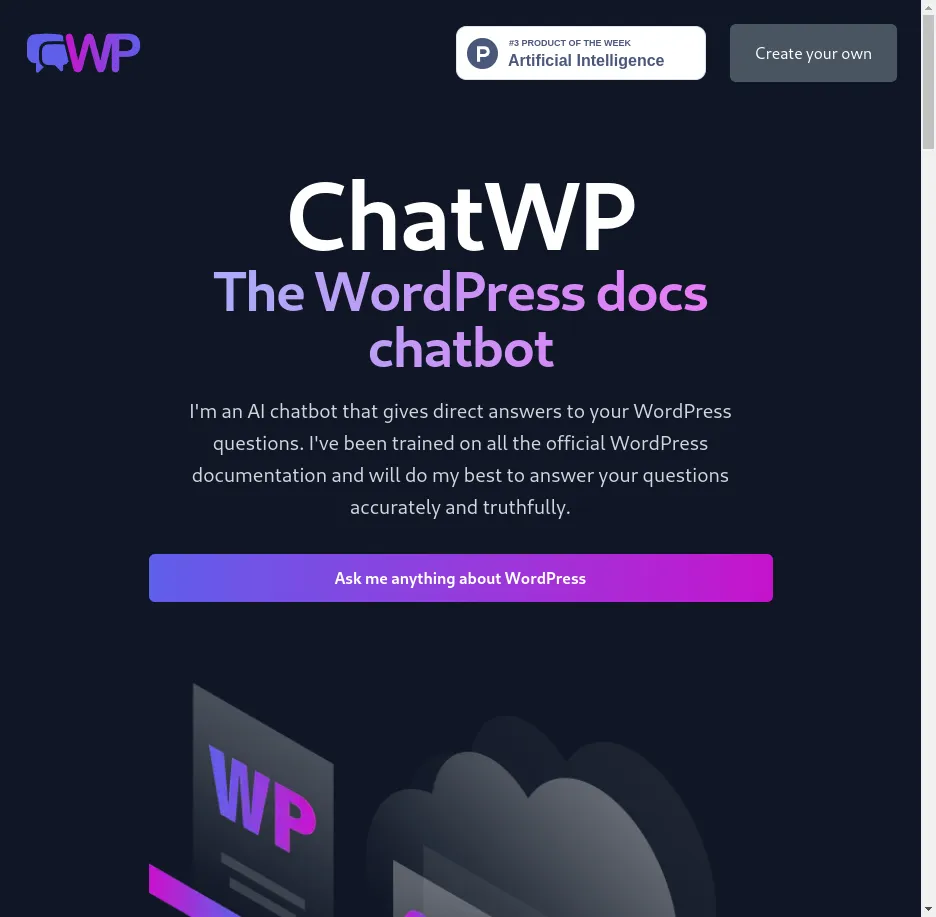 WP
#3 PRODUCT OF THE WEEK
P
Artificial Intelligence
Create your own
ChatWP
The WordPress docs
chatbot
I'm an AI chatbot that gives direct answers to your WordPress
questions. I've been trained on all the official WordPress
documentation and will do my best to answer your questions
accurately and truthfully.
Ask me anything about WordPress
WP